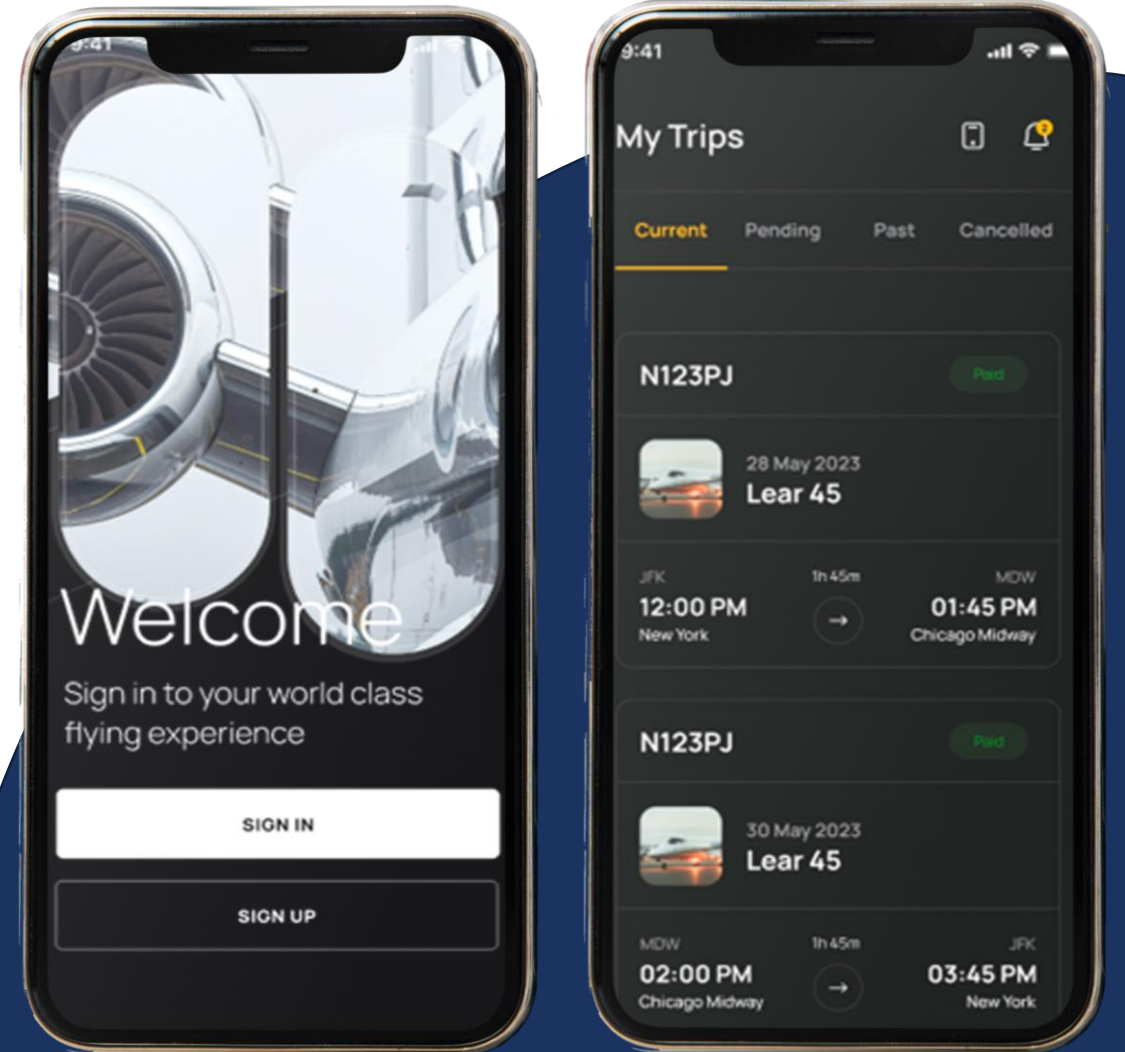 9:41
Welcome
Sign in to your world class
flying experience
SIGN IN
SIGN UP
9:41
My Trips
2
Current Pending Past Cancelled
N123PJ Paid
28 May 2023
Lear 45
JFK 1h 45m MDW
12:00 PM → 01:45 PM
New York Chicago Midway
N123PJ Paid
30 May 2023
Lear 45
MDW 1h 45m JFK
02:00 PM → 03:45 PM
Chicago Midway New York